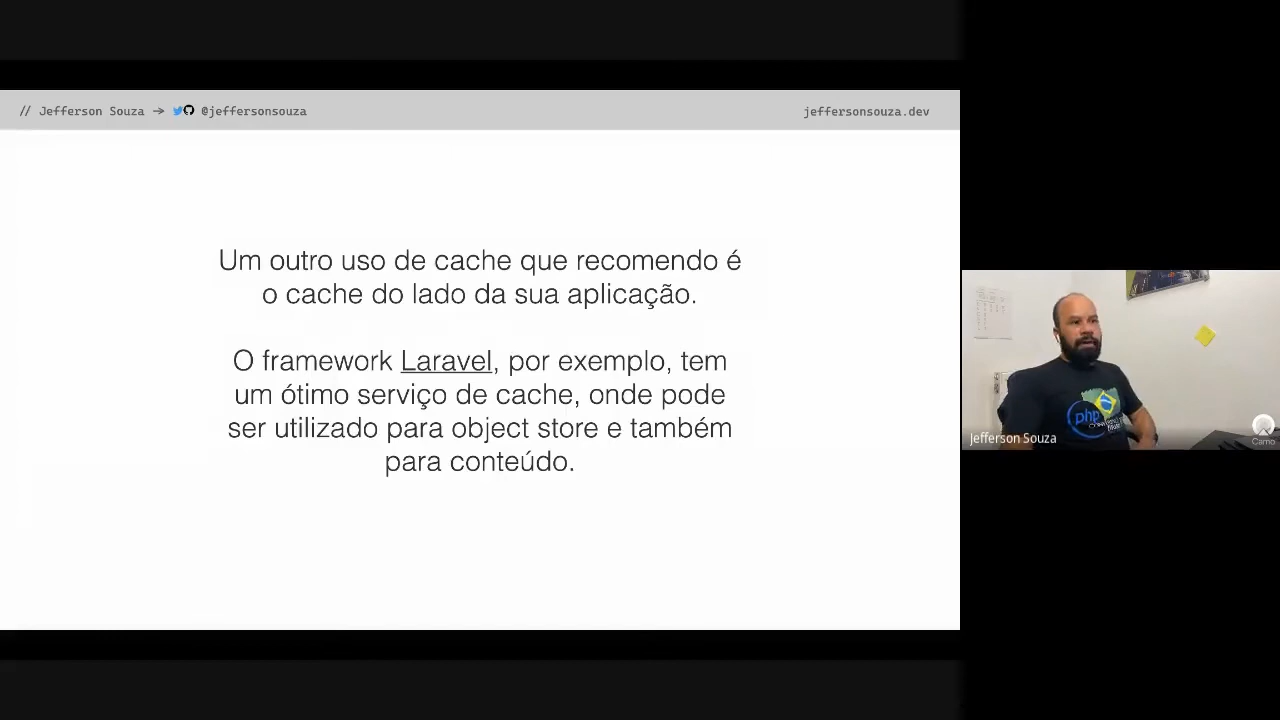 // Jefferson Souza → @jeffersonsouza
jeffersonsouza.dev
Um outro uso de cache que recomendo é
o cache do lado da sua aplicação.
O framework Laravel, por exemplo, tem
um ótimo serviço de cache, onde pode
ser utilizado para object store e também
para conteúdo.
php
Jefferson Souza
Camo